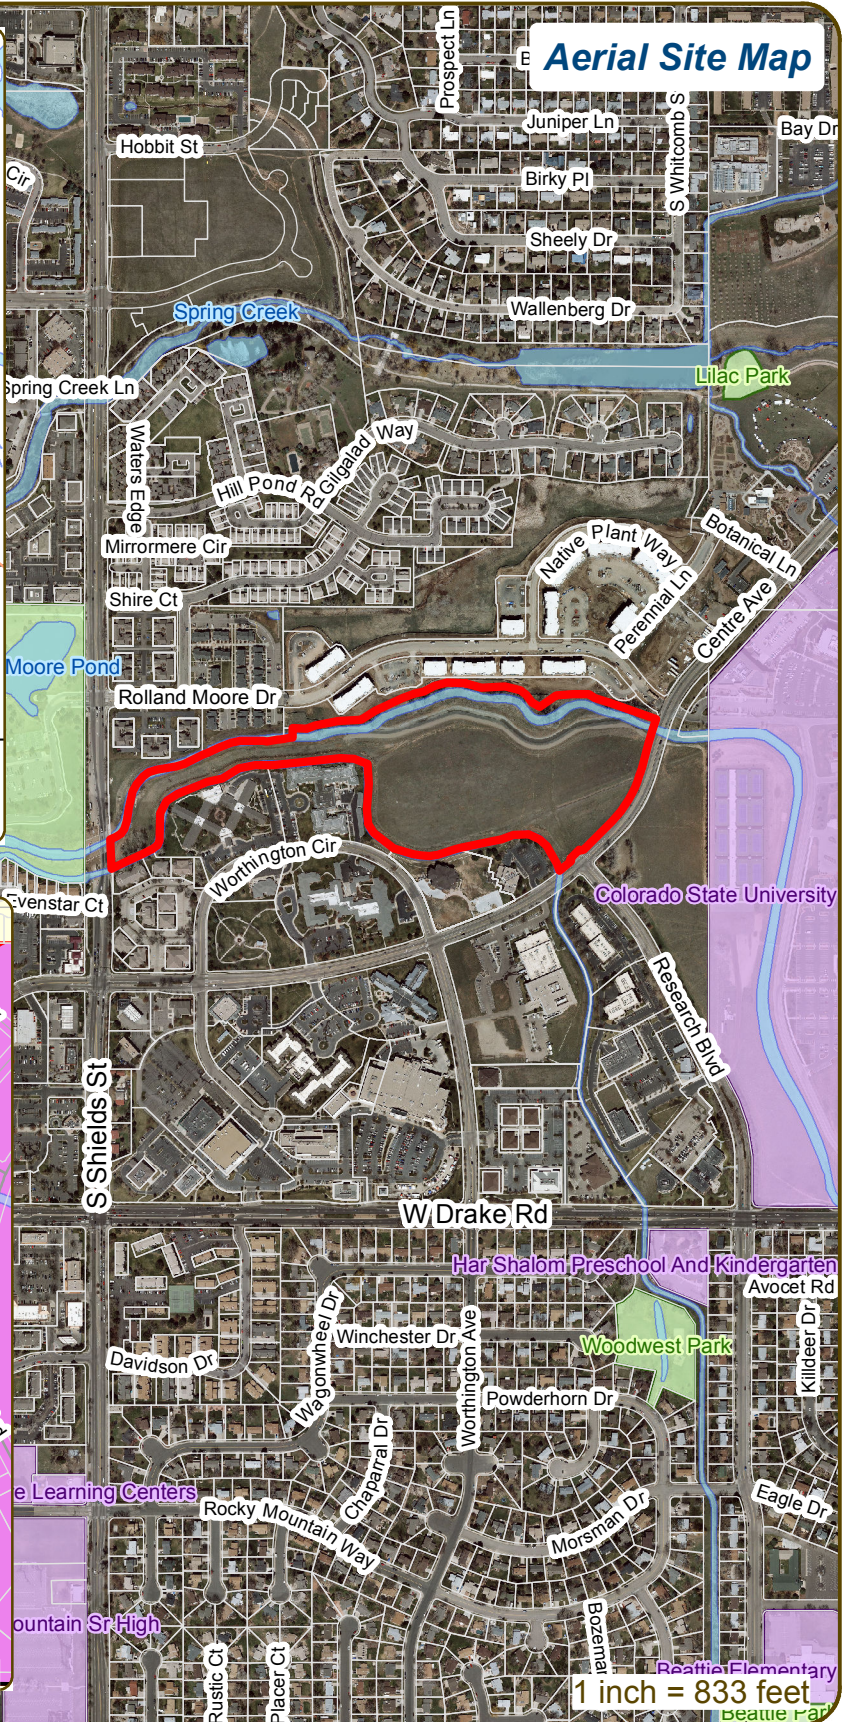 Aerial Site Map
Prospect Ln
B
Juniper Ln
S Whitcomb S
Bay Dr
Hobbit St
Cir
Birky Pl
Sheely Dr
Wallenberg Dr
Spring Creek
Lilac Park
Spring Creek Ln
Waters Edge
Gilgalad Way
Hill Pond Rd
Mirrormere Cir
Native Plant Way
Botanical Ln
Shire Ct
Perennial Ln
Centre Ave
Moore Pond
Rolland Moore Dr
Worthington Cir
Evenstar Ct
Colorado State University
Research Blvd
S Shields St
W Drake Rd
Har Shalom Preschool And Kindergarten
Avocet Rd
Wagonwheel Dr
Winchester Dr
Worthington Ave
Woodwest Park
Killdeer Dr
Davidson Dr
Powderhorn Dr
Chaparral Dr
e Learning Centers
Rocky Mountain Way
Morsman Dr
Eagle Dr
ountain Sr High
Bozeman
Rustic Ct
Placer Ct
Beattie Elementary
1 inch = 833 feet
Beattie Park